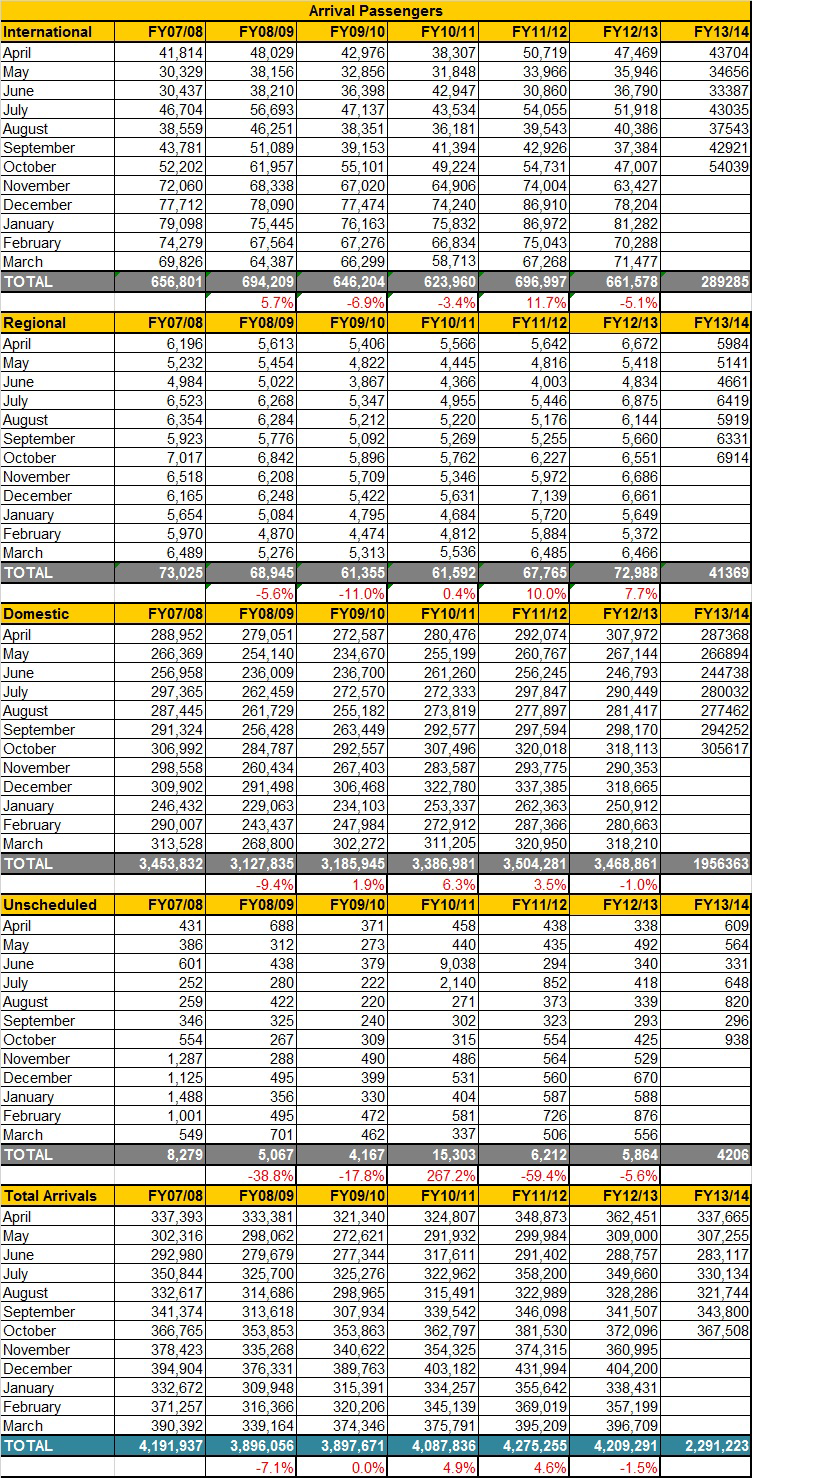 Arrival Passengers
International FY07/08 FY08/09 FY09/10 FY10/11 FY11/12 FY12/13 FY13/14
April 41,814 48,029 42,976 38,307 50,719 47,469 43704
May 30,329 38,156 32,856 31,848 33,966 35,946 34656
June 30,437 38,210 36,398 42,947 30,860 36,790 33387
July 46,704 56,693 47,137 43,534 54,055 51,918 43035
August 38,559 46,251 38,351 36,181 39,543 40,386 37543
September 43,781 51,089 39,153 41,394 42,926 37,384 42921
October 52,202 61,957 55,101 49,224 54,731 47,007 54039
November 72,060 68,338 67,020 64,906 74,004 63,427
December 77,712 78,090 77,474 74,240 86,910 78,204
January 79,098 75,445 76,163 75,832 86,972 81,282
February 74,279 67,564 67,276 66,834 75,043 70,288
March 69,826 64,387 66,299 58,713 67,268 71,477
TOTAL 656,801 694,209 646,204 623,960 696,997 661,578 289285
5.7% -6.9% -3.4% 11.7% -5.1%
Regional FY07/08 FY08/09 FY09/10 FY10/11 FY11/12 FY12/13 FY13/14
April 6,196 5,613 5,406 5,566 5,642 6,672 5984
May 5,232 5,454 4,822 4,445 4,816 5,418 5141
June 4,984 5,022 3,867 4,366 4,003 4,834 4661
July 6,523 6,268 5,347 4,955 5,446 6,875 6419
August 6,354 6,284 5,212 5,220 5,176 6,144 5919
September 5,923 5,776 5,092 5,269 5,255 5,660 6331
October 7,017 6,842 5,896 5,762 6,227 6,551 6914
November 6,518 6,208 5,709 5,346 5,972 6,686
December 6,165 6,248 5,422 5,631 7,139 6,661
January 5,654 5,084 4,795 4,684 5,720 5,649
February 5,970 4,870 4,474 4,812 5,884 5,372
March 6,489 5,276 5,313 5,536 6,485 6,466
TOTAL 73,025 68,945 61,355 61,592 67,765 72,988 41369
-5.6% -11.0% 0.4% 10.0% 7.7%
Domestic FY07/08 FY08/09 FY09/10 FY10/11 FY11/12 FY12/13 FY13/14
April 288,952 279,051 272,587 280,476 292,074 307,972 287368
May 266,369 254,140 234,670 255,199 260,767 267,144 266894
June 256,958 236,009 236,700 261,260 256,245 246,793 244738
July 297,365 262,459 272,570 272,333 297,847 290,449 280032
August 287,445 261,729 255,182 273,819 277,897 281,417 277462
September 291,324 256,428 263,449 292,577 297,594 298,170 294252
October 306,992 284,787 292,557 307,496 320,018 318,113 305617
November 298,558 260,434 267,403 283,587 293,775 290,353
December 309,902 291,498 306,468 322,780 337,385 318,665
January 246,432 229,063 234,103 253,337 262,363 250,912
February 290,007 243,437 247,984 272,912 287,366 280,663
March 313,528 268,800 302,272 311,205 320,950 318,210
TOTAL 3,453,832 3,127,835 3,185,945 3,386,981 3,504,281 3,468,861 1956363
-9.4% 1.9% 6.3% 3.5% -1.0%
Unscheduled FY07/08 FY08/09 FY09/10 FY10/11 FY11/12 FY12/13 FY13/14
April 431 688 371 458 438 338 609
May 386 312 273 440 435 492 564
June 601 438 379 9,038 294 340 331
July 252 280 222 2,140 852 418 648
August 259 422 220 271 373 339 820
September 346 325 240 302 323 293 296
October 554 267 309 315 554 425 938
November 1,287 288 490 486 564 529
December 1,125 495 399 531 560 670
January 1,488 356 330 404 587 588
February 1,001 495 472 581 726 876
March 549 701 462 337 506 556
TOTAL 8,279 5,067 4,167 15,303 6,212 5,864 4206
-38.8% -17.8% 267.2% -59.4% -5.6%
Total Arrivals FY07/08 FY08/09 FY09/10 FY10/11 FY11/12 FY12/13 FY13/14
April 337,393 333,381 321,340 324,807 348,873 362,451 337,665
May 302,316 298,062 272,621 291,932 299,984 309,000 307,255
June 292,980 279,679 277,344 317,611 291,402 288,757 283,117
July 350,844 325,700 325,276 322,962 358,200 349,660 330,134
August 332,617 314,686 298,965 315,491 322,989 328,286 321,744
September 341,374 313,618 307,934 339,542 346,098 341,507 343,800
October 366,765 353,853 353,863 362,797 381,530 372,096 367,508
November 378,423 335,268 340,622 354,325 374,315 360,995
December 394,904 376,331 389,763 403,182 431,994 404,200
January 332,672 309,948 315,391 334,257 355,642 338,431
February 371,257 316,366 320,206 345,139 369,019 357,199
March 390,392 339,164 374,346 375,791 395,209 396,709
TOTAL 4,191,937 3,896,056 3,897,671 4,087,836 4,275,255 4,209,291 2,291,223
-7.1% 0.0% 4.9% 4.6% -1.5%